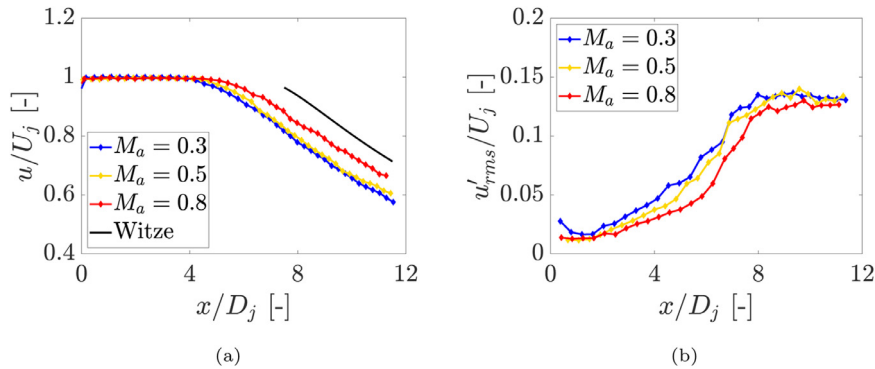 1.2
1
0.8
0.6
0.4
u/U_j [-]
M_a = 0.3
M_a = 0.5
M_a = 0.8
Witze
0 4 8 12
x/D_j [-]
(a)
0.2
0.15
0.1
0.05
0
u'_{rms}/U_j [-]
M_a = 0.3
M_a = 0.5
M_a = 0.8
0 4 8 12
x/D_j [-]
(b)